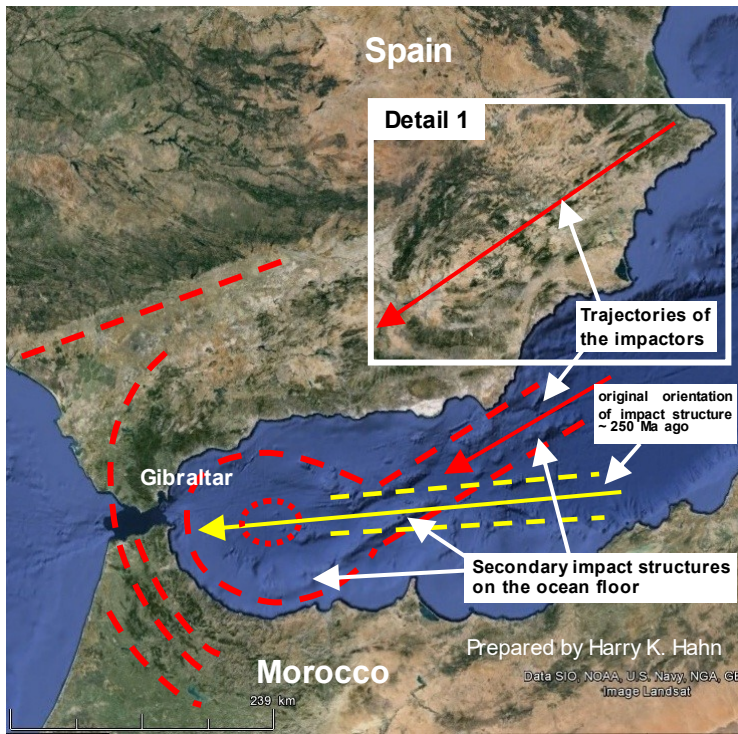 Spain
Detail 1
Trajectories of
the impactors
original orientation
of impact structure
~ 250 Ma ago
Gibraltar
Secondary impact structures
on the ocean floor
Prepared by Harry K. Hahn
Morocco
Data SIO, NOAA, U.S. Navy, NGA,
Image Landsat
239 km